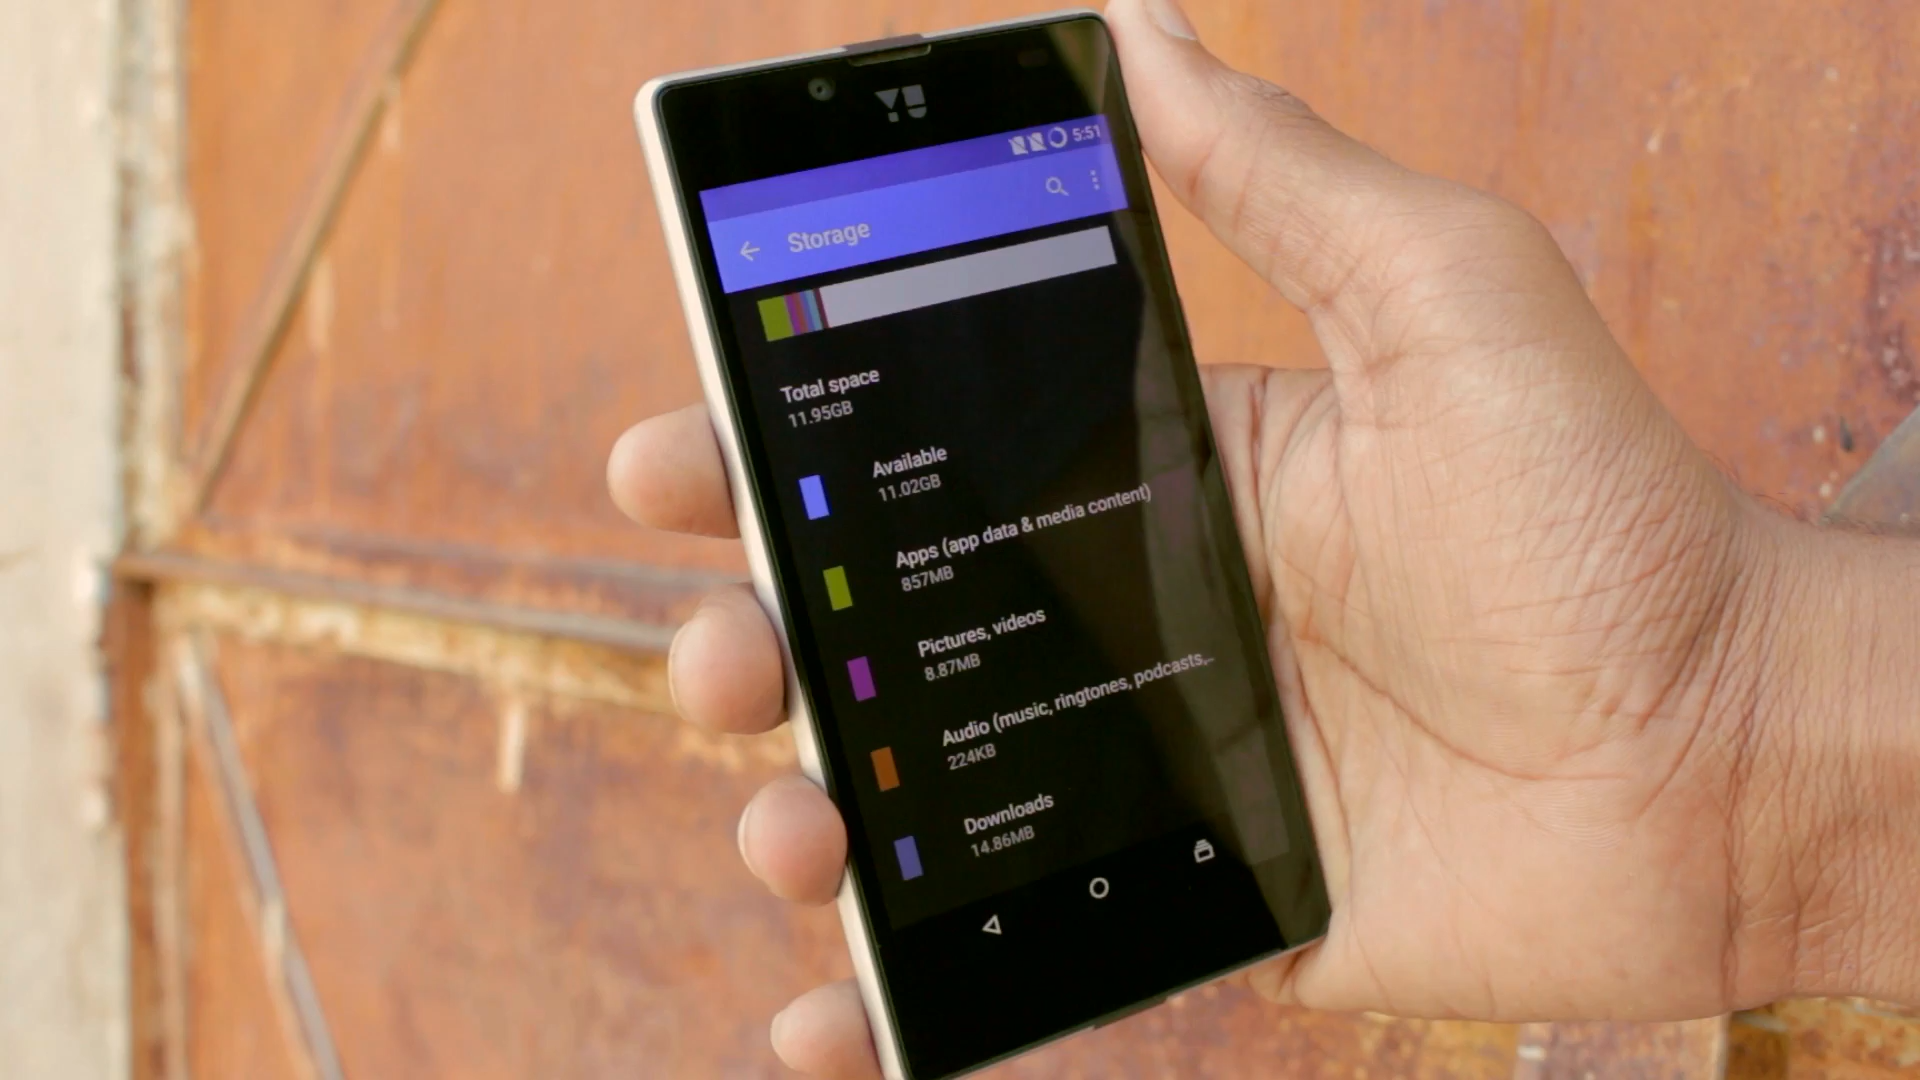 YU
5:51
Storage
Total space
11.95GB
Available
11.02GB
Apps (app data & media content)
857MB
Pictures, videos
8.87MB
Audio (music, ringtones, podcasts,..
224KB
Downloads
14.86MB